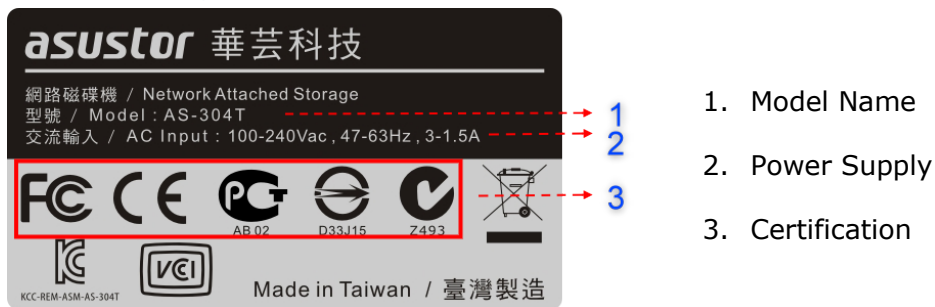 asustor 華芸科技
網路磁碟機 / Network Attached Storage
型號 / Model : AS-304T
交流輸入 / AC Input : 100-240Vac , 47-63Hz , 3-1.5A
1
2
FC CE PCT C
AB 02 D33J15 Z493
3
KC VCI
KCC-REM-ASM-AS-304T
Made in Taiwan / 臺灣製造
1. Model Name
2. Power Supply
3. Certification